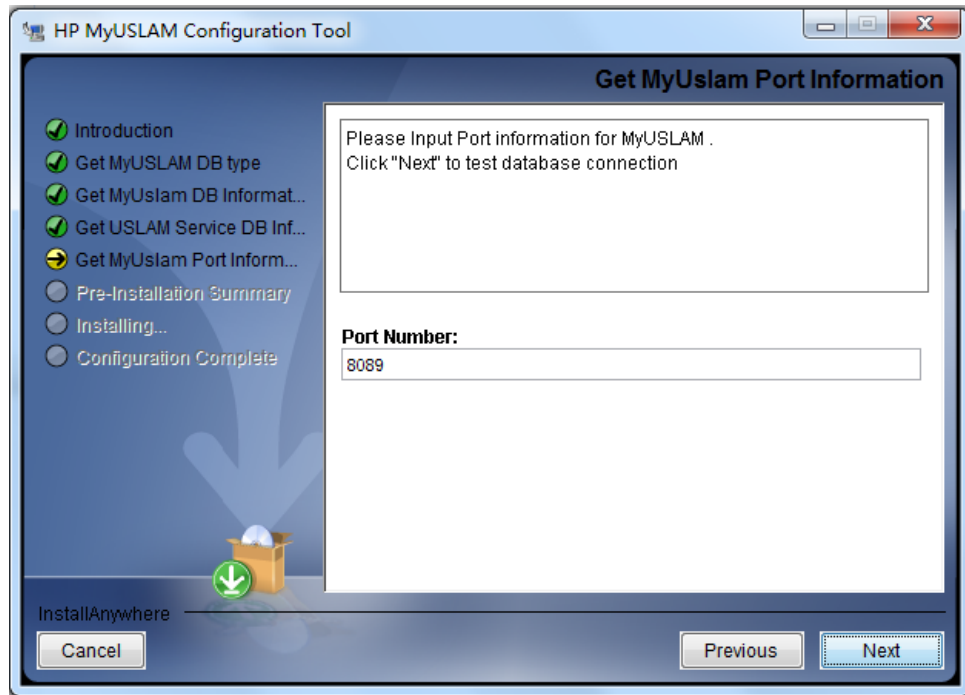 HP MyUSLAM Configuration Tool
Get MyUslam Port Information
Introduction
Get MyUSLAM DB type
Get MyUslam DB Informat...
Get USLAM Service DB Inf...
Get MyUslam Port Inform...
Pre-Installation Summary
Installing...
Configuration Complete
Please Input Port information for MyUSLAM .
Click "Next" to test database connection
Port Number:
8089
InstallAnywhere
Cancel
Previous
Next